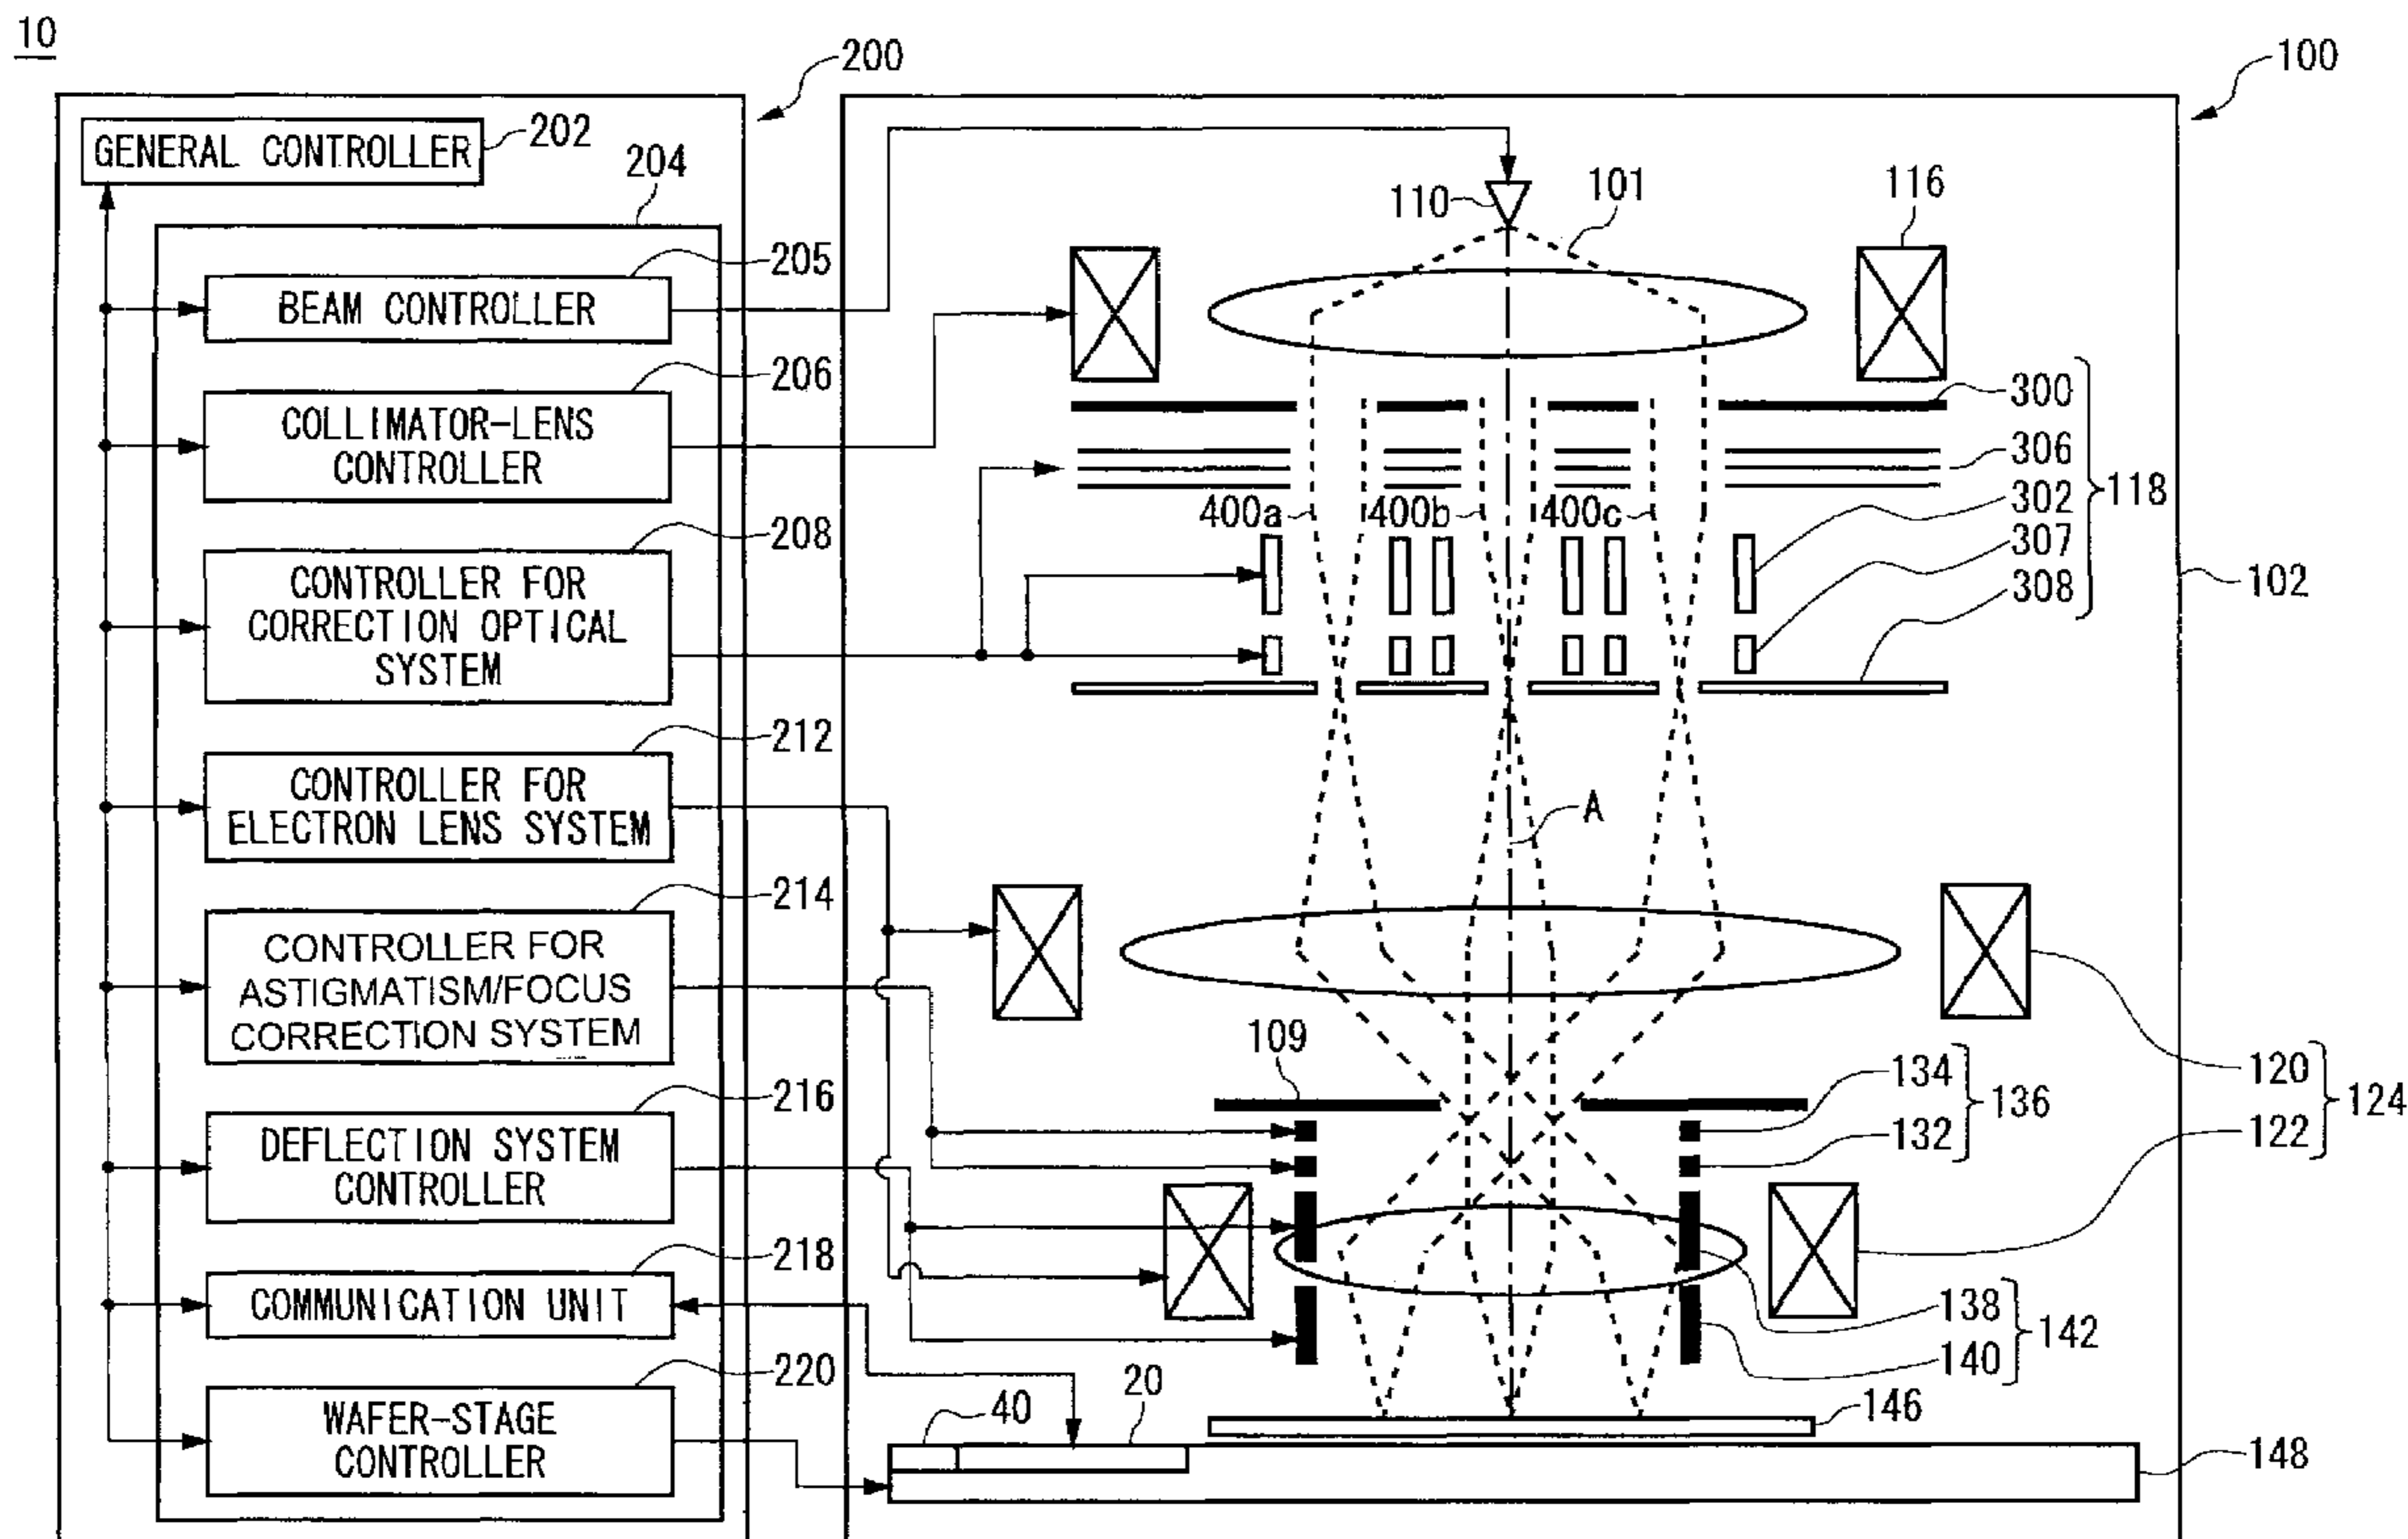 10
200
100
GENERAL CONTROLLER
202
204
205
BEAM CONTROLLER
206
COLLIMATOR-LENS
CONTROLLER
208
CONTROLLER FOR
CORRECTION OPTICAL
SYSTEM
212
CONTROLLER FOR
ELECTRON LENS SYSTEM
214
CONTROLLER FOR
ASTIGMATISM/FOCUS
CORRECTION SYSTEM
216
DEFLECTION SYSTEM
CONTROLLER
218
COMMUNICATION UNIT
220
WAFER-STAGE
CONTROLLER
110
101
116
300
306
302
118
307
308
102
400a
400b
400c
A
109
134
132
136
120
122
124
138
140
142
146
40
20
148